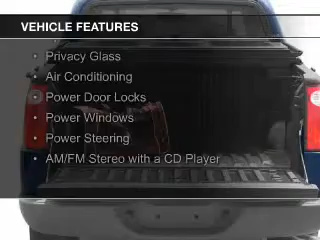 VEHICLE FEATURES
• Privacy Glass
• Air Conditioning
• Power Door Locks
• Power Windows
• Power Steering
• AM/FM Stereo with a CD Player